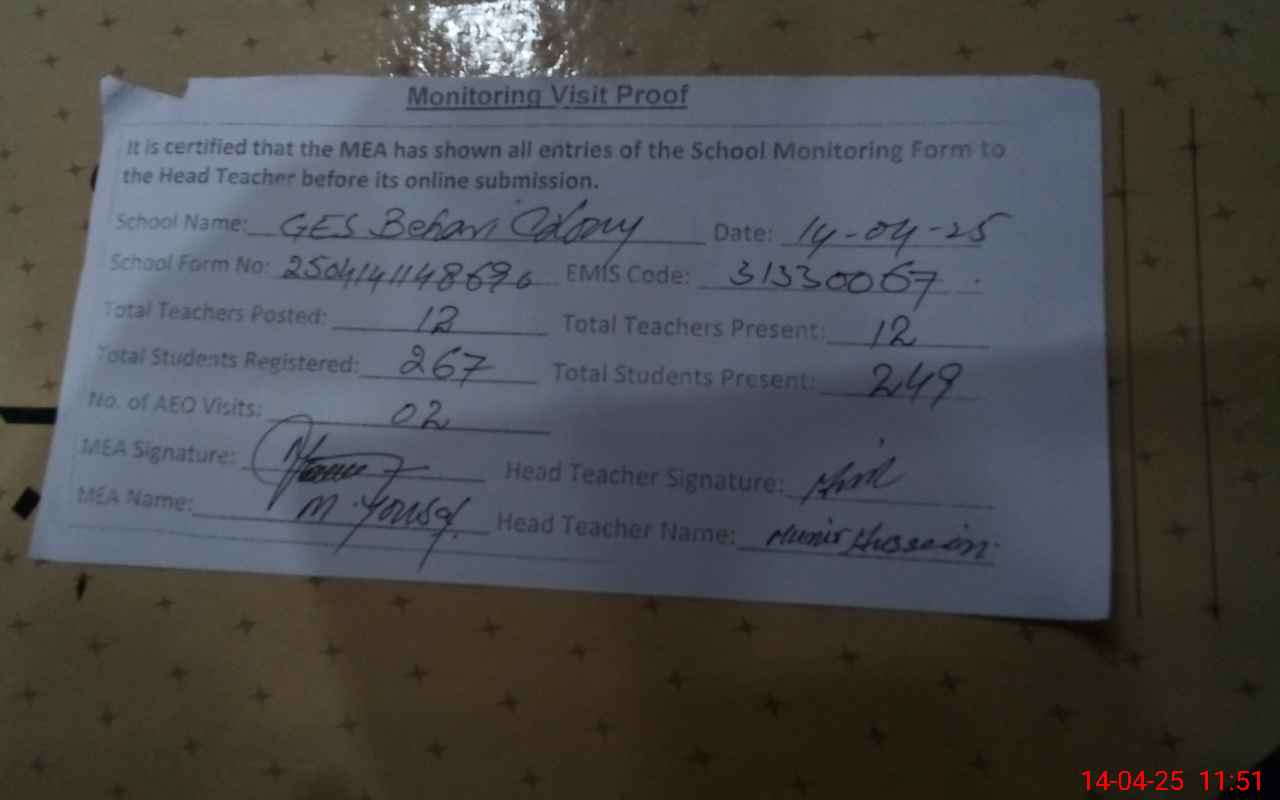 Monitoring Visit Proof
It is certified that the MEA has shown all entries of the School Monitoring Form to
the Head Teacher before its online submission.
School Name: GES Behari Colony Date: 14-04-25
School Form No: EMIS Code: 31330067
Total Teachers Posted: 12 Total Teachers Present: 12
Total Students Registered: 267 Total Students Present: 249
No. of AEO Visits: 02
MEA Signature: Head Teacher Signature:
MEA Name: M. Yousaf. Head Teacher Name: Munir Hussain.
14-04-25 11:51